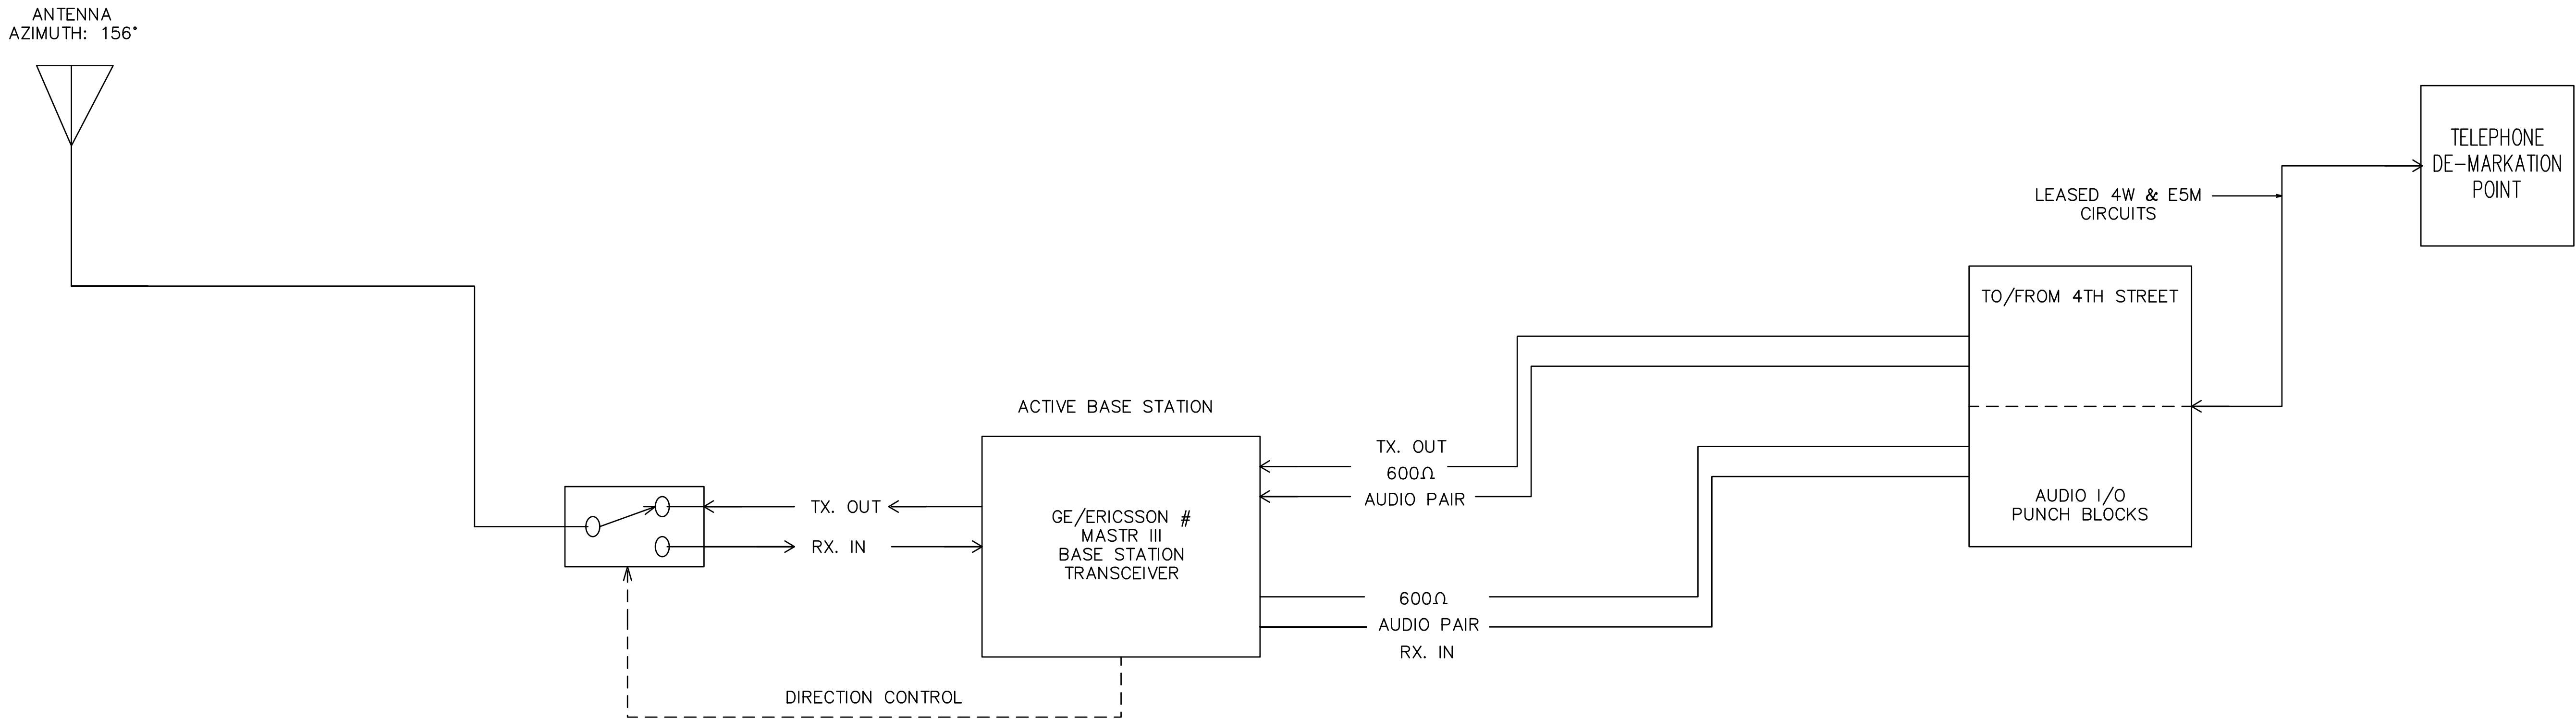 ANTENNA
AZIMUTH: 156°
TELEPHONE
DE-MARKATION
POINT
LEASED 4W & E5M
CIRCUITS
TO/FROM 4TH STREET
ACTIVE BASE STATION
TX. OUT
600Ω
AUDIO PAIR
TX. OUT
RX. IN
GE/ERICSSON #
MASTR III
BASE STATION
TRANSCEIVER
AUDIO I/O
PUNCH BLOCKS
600Ω
AUDIO PAIR
RX. IN
DIRECTION CONTROL